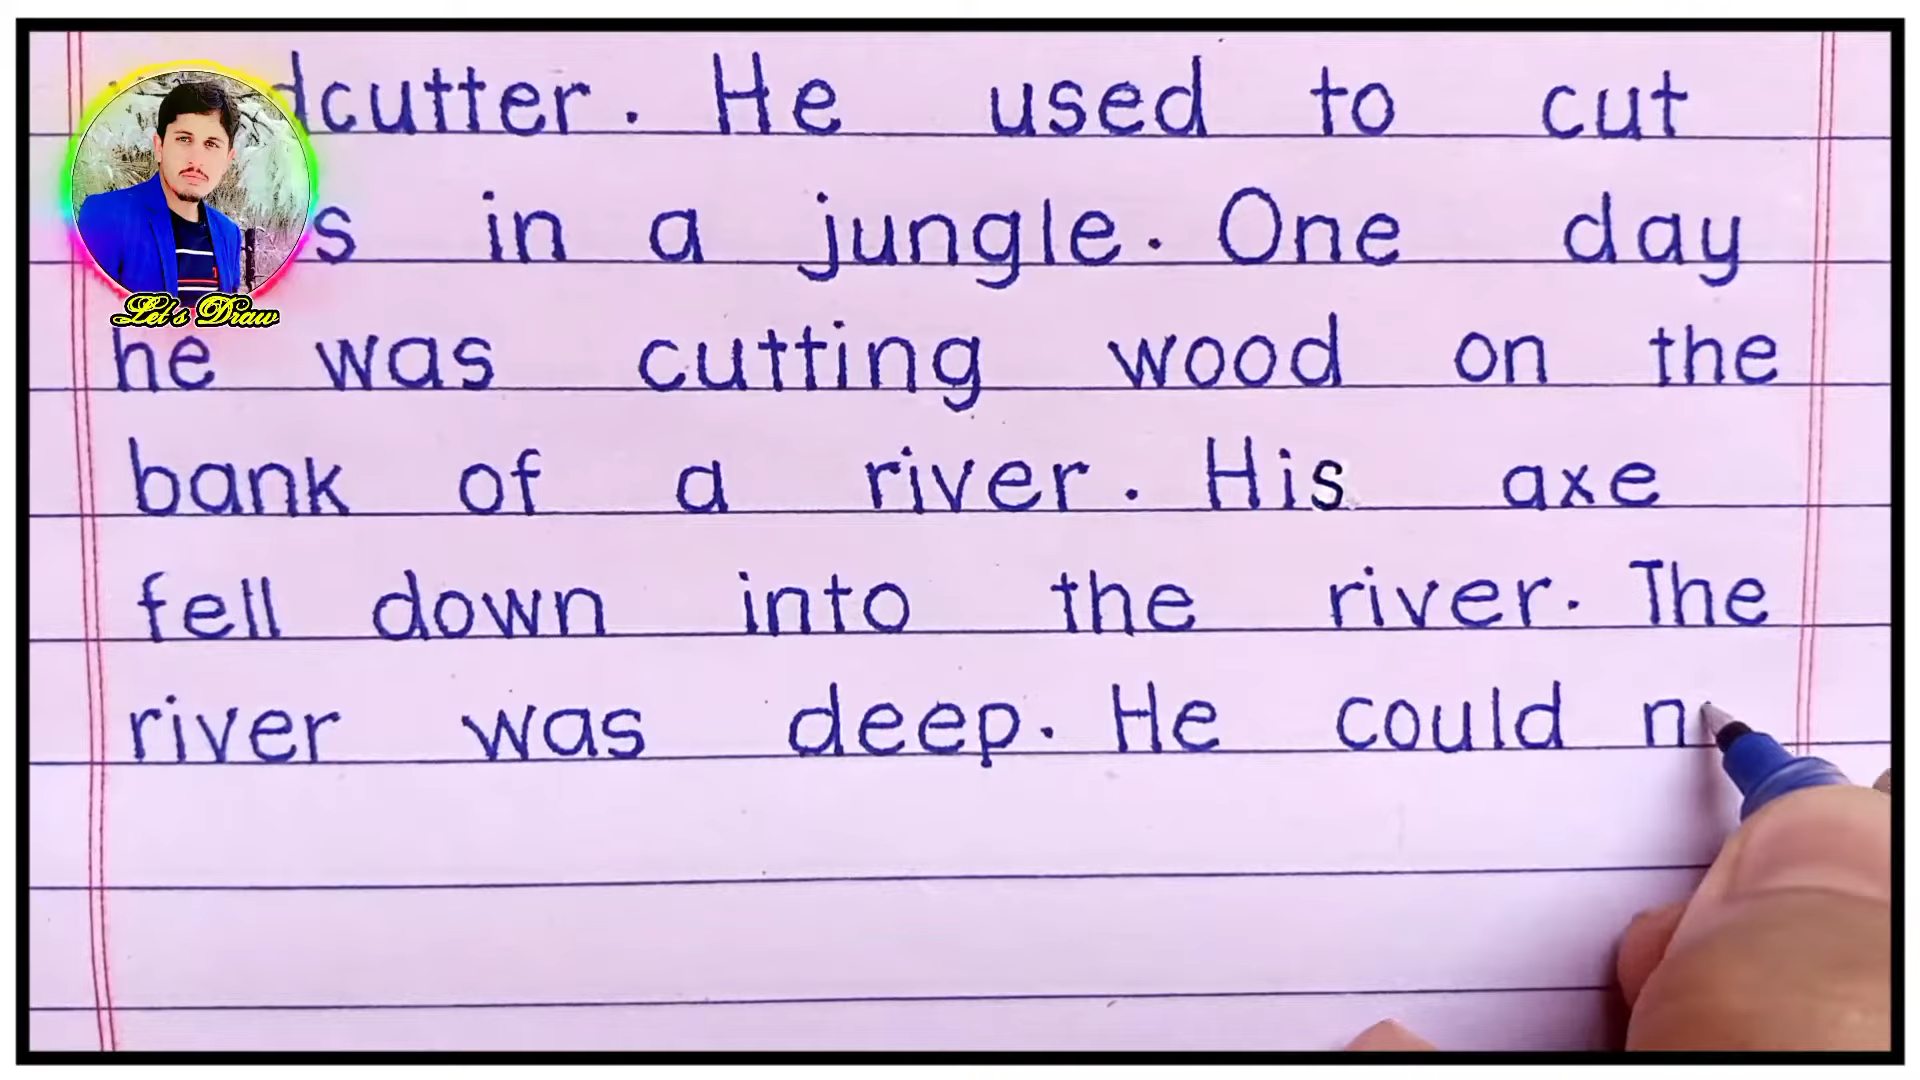 dcutter. He used to cut
s in a jungle. One day
he was cutting wood on the
bank of a river. His axe
fell down into the river. The
river was deep. He could n
Let's Draw